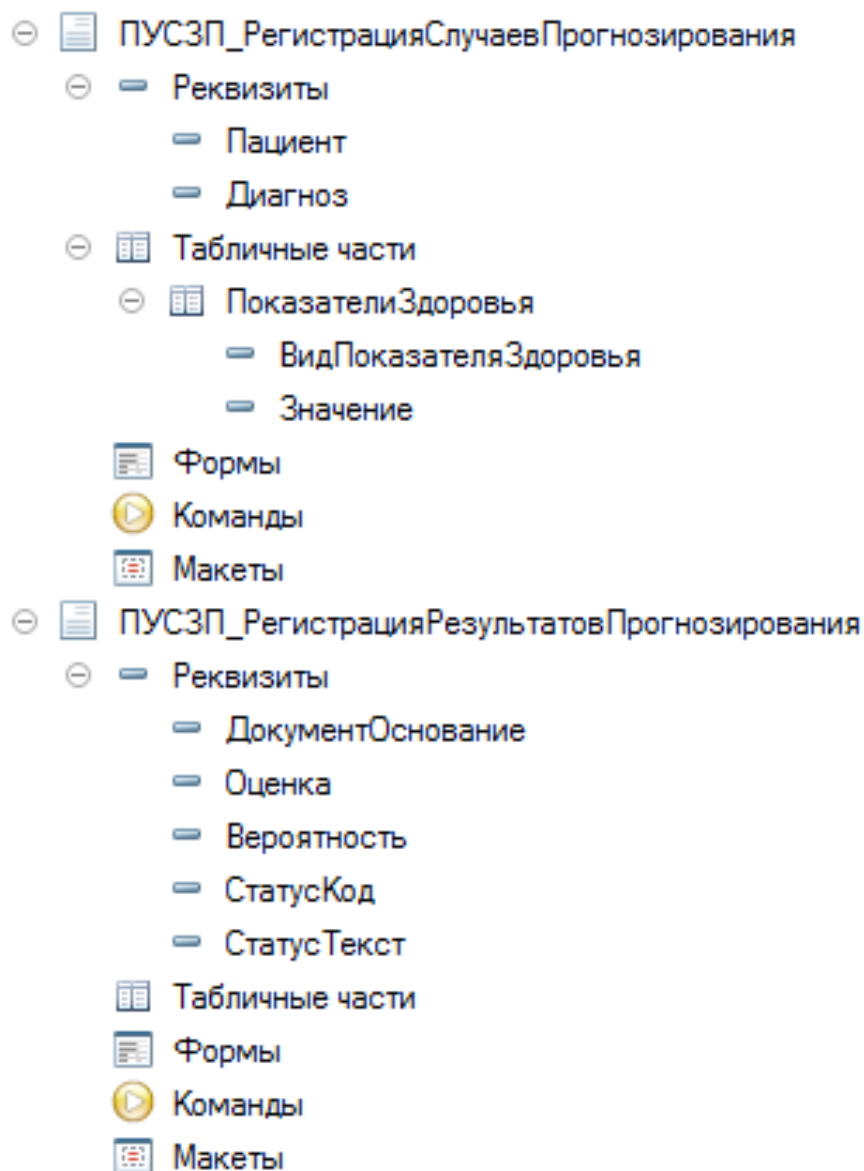 ПУСЗП_РегистрацияСлучаевПрогнозирования
Реквизиты
Пациент
Диагноз
Табличные части
ПоказателиЗдоровья
ВидПоказателяЗдоровья
Значение
Формы
Команды
Макеты
ПУСЗП_РегистрацияРезультатовПрогнозирования
Реквизиты
ДокументОснование
Оценка
Вероятность
СтатусКод
СтатусТекст
Табличные части
Формы
Команды
Макеты